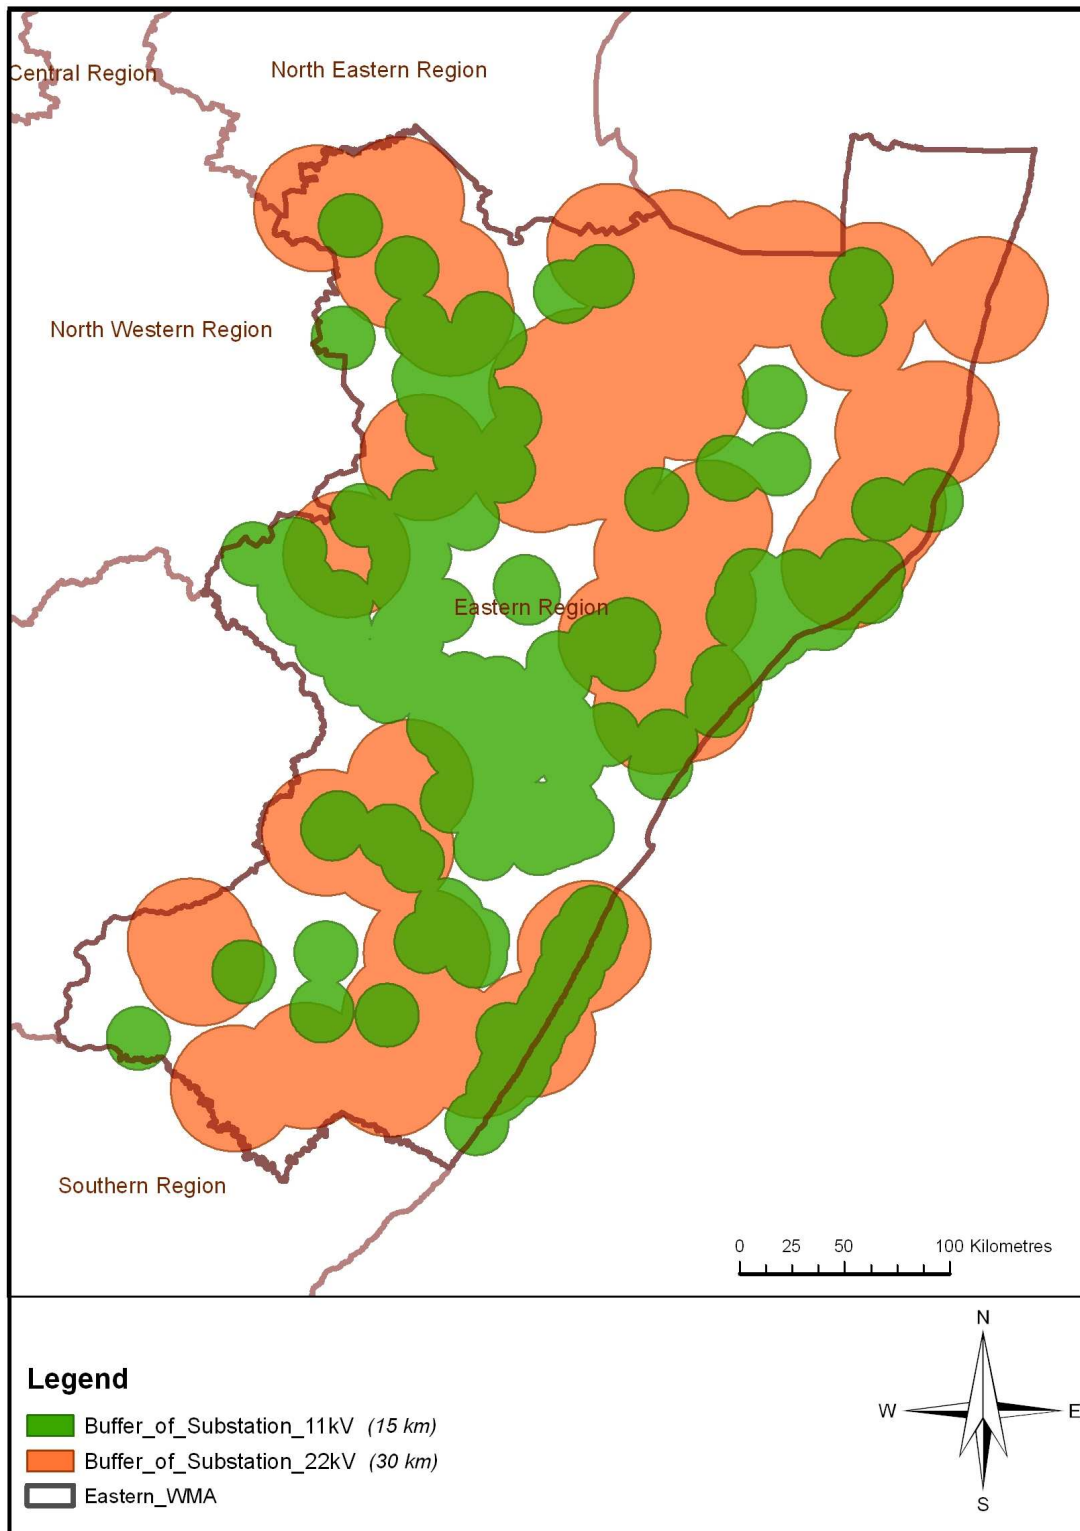 Central Region
North Eastern Region
North Western Region
Eastern Region
Southern Region
0 25 50 100 Kilometres
N
W E
S
Legend
Buffer_of_Substation_11kV (15 km)
Buffer_of_Substation_22kV (30 km)
Eastern_WMA